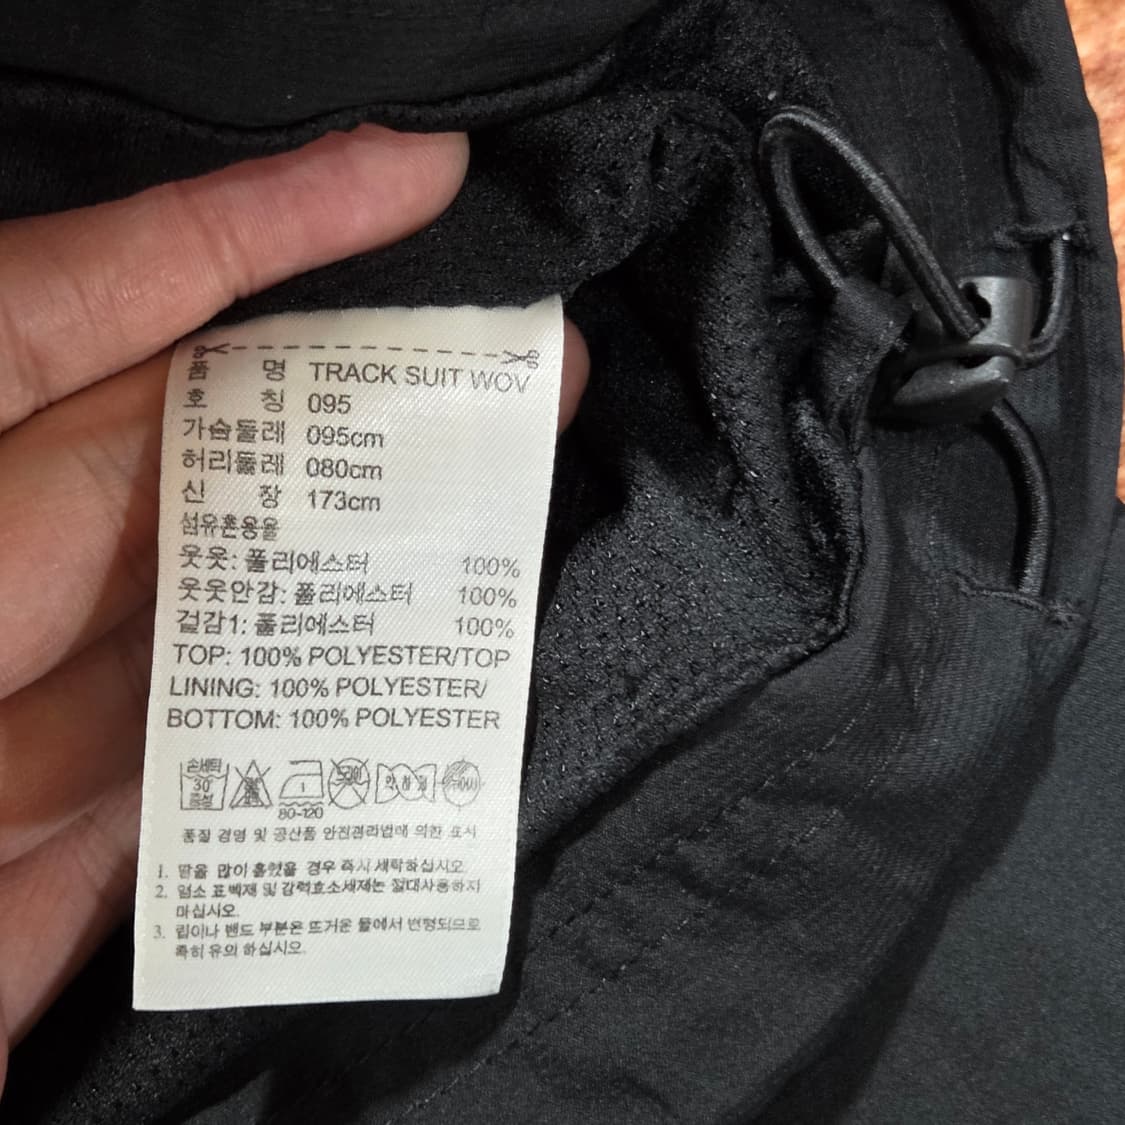 품 명 TRACK SUIT WOV
호 칭 095
가슴둘레 095cm
허리둘레 080cm
신 장 173cm
섬유혼용율
웃옷: 폴리에스터 100%
웃옷안감: 폴리에스터 100%
겉감1: 폴리에스터 100%
TOP: 100% POLYESTER/TOP
LINING: 100% POLYESTER/
BOTTOM: 100% POLYESTER
손세탁
30
중성
80-120
품질 경영 및 공산품 안전관리법에 의한 표시
1. 땀을 많이 흘렸을 경우 즉시 세탁하십시오.
2. 염소 표백제 및 강력효소세제는 절대사용하지
마십시오.
3. 립이나 밴드 부분은 뜨거운 물에서 변형되므로
특히 유의 하십시오.